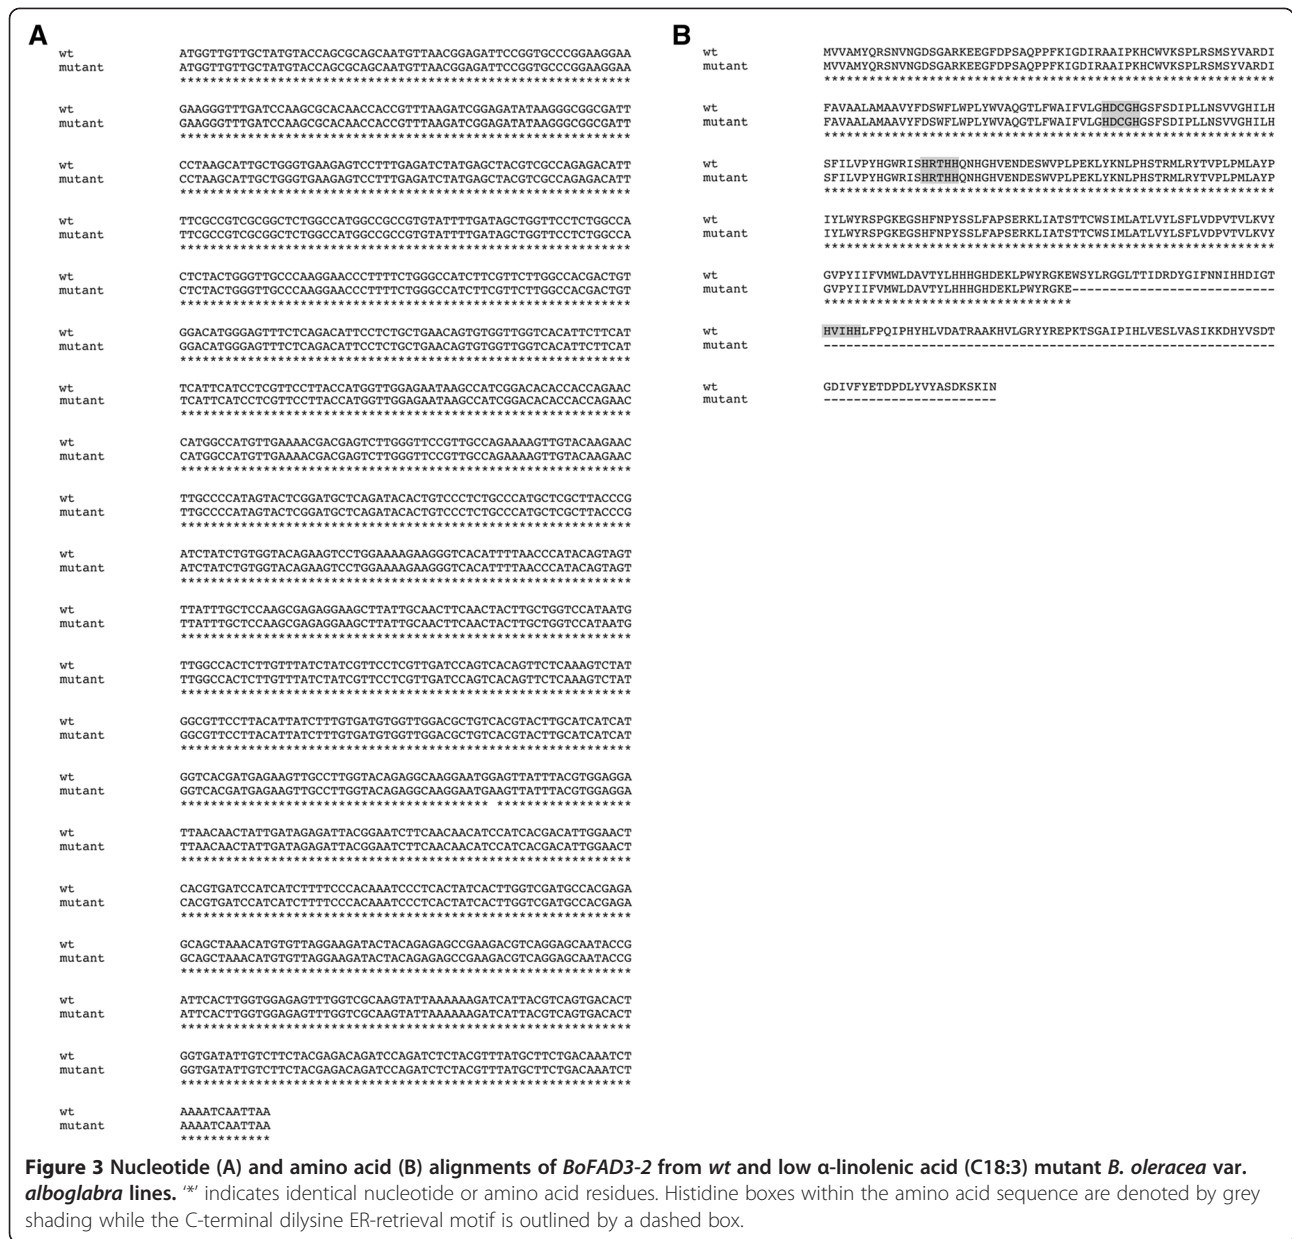 A
wt ATGGTTGTTGCTATGTACCAGCGCAGCAATGTTAACGGAGATTCCGGTGCCCGGAAGGAA
mutant ATGGTTGTTGCTATGTACCAGCGCAGCAATGTTAACGGAGATTCCGGTGCCCGGAAGGAA
************************************************************
wt GAAGGGTTTGATCCAAGCGCACAACCACCGTTTAAGATCGGAGATATAAGGGCGGCGATT
mutant GAAGGGTTTGATCCAAGCGCACAACCACCGTTTAAGATCGGAGATATAAGGGCGGCGATT
************************************************************
wt CCTAAGCATTGCTGGGTGAAGAGTCCTTTGAGATCTATGAGCTACGTCGCCAGAGACATT
mutant CCTAAGCATTGCTGGGTGAAGAGTCCTTTGAGATCTATGAGCTACGTCGCCAGAGACATT
************************************************************
wt TTCGCCGTCGCGGCTCTGGCCATGGCCGCCGTGTATTTTGATAGCTGGTTCCTCTGGCCA
mutant TTCGCCGTCGCGGCTCTGGCCATGGCCGCCGTGTATTTTGATAGCTGGTTCCTCTGGCCA
************************************************************
wt CTCTACTGGGTTGCCCAAGGAACCCTTTTCTGGGCCATCTTCGTTCTTGGCCACGACTGT
mutant CTCTACTGGGTTGCCCAAGGAACCCTTTTCTGGGCCATCTTCGTTCTTGGCCACGACTGT
************************************************************
wt GGACATGGGAGTTTCTCAGACATTCCTCTGCTGAACAGTGTGGTTGGTCACATTCTTCAT
mutant GGACATGGGAGTTTCTCAGACATTCCTCTGCTGAACAGTGTGGTTGGTCACATTCTTCAT
************************************************************
wt TCATTCATCCTCGTTCCTTACCATGGTTGGAGAATAAGCCATCGGACACACCACCAGAAC
mutant TCATTCATCCTCGTTCCTTACCATGGTTGGAGAATAAGCCATCGGACACACCACCAGAAC
************************************************************
wt CATGGCCATGTTGAAAACGACGAGTCTTGGGTTCCGTTGCCAGAAAAGTTGTACAAGAAC
mutant CATGGCCATGTTGAAAACGACGAGTCTTGGGTTCCGTTGCCAGAAAAGTTGTACAAGAAC
************************************************************
wt TTGCCCCATAGTACTCGGATGCTCAGATACACTGTCCCTCTGCCCATGCTCGCTTACCCG
mutant TTGCCCCATAGTACTCGGATGCTCAGATACACTGTCCCTCTGCCCATGCTCGCTTACCCG
************************************************************
wt ATCTATCTGTGGTACAGAAGTCCTGGAAAAGAAGGGTCACATTTTAACCCATACAGTAGT
mutant ATCTATCTGTGGTACAGAAGTCCTGGAAAAGAAGGGTCACATTTTAACCCATACAGTAGT
************************************************************
wt TTATTTGCTCCAAGCGAGAGGAAGCTTATTGCAACTTCAACTACTTGCTGGTCCATAATG
mutant TTATTTGCTCCAAGCGAGAGGAAGCTTATTGCAACTTCAACTACTTGCTGGTCCATAATG
************************************************************
wt TTGGCCACTCTTGTTTATCTATCGTTCCTCGTTGATCCAGTCACAGTTCTCAAAGTCTAT
mutant TTGGCCACTCTTGTTTATCTATCGTTCCTCGTTGATCCAGTCACAGTTCTCAAAGTCTAT
************************************************************
wt GGCGTTCCTTACATTATCTTTGTGATGTGGTTGGACGCTGTCACGTACTTGCATCATCAT
mutant GGCGTTCCTTACATTATCTTTGTGATGTGGTTGGACGCTGTCACGTACTTGCATCATCAT
************************************************************
wt GGTCACGATGAGAAGTTGCCTTGGTACAGAGGCAAGGAATGGAGTTATTTACGTGGAGGA
mutant GGTCACGATGAGAAGTTGCCTTGGTACAGAGGCAAGGAATGAAGTTATTTACGTGGAGGA
***************************************** ******************
wt TTAACAACTATTGATAGAGATTACGGAATCTTCAACAACATCCATCACGACATTGGAACT
mutant TTAACAACTATTGATAGAGATTACGGAATCTTCAACAACATCCATCACGACATTGGAACT
************************************************************
wt CACGTGATCCATCATCTTTTCCCACAAATCCCTCACTATCACTTGGTCGATGCCACGAGA
mutant CACGTGATCCATCATCTTTTCCCACAAATCCCTCACTATCACTTGGTCGATGCCACGAGA
************************************************************
wt GCAGCTAAACATGTGTTAGGAAGATACTACAGAGAGCCGAAGACGTCAGGAGCAATACCG
mutant GCAGCTAAACATGTGTTAGGAAGATACTACAGAGAGCCGAAGACGTCAGGAGCAATACCG
************************************************************
wt ATTCACTTGGTGGAGAGTTTGGTCGCAAGTATTAAAAAAGATCATTACGTCAGTGACACT
mutant ATTCACTTGGTGGAGAGTTTGGTCGCAAGTATTAAAAAAGATCATTACGTCAGTGACACT
************************************************************
wt GGTGATATTGTCTTCTACGAGACAGATCCAGATCTCTACGTTTATGCTTCTGACAAATCT
mutant GGTGATATTGTCTTCTACGAGACAGATCCAGATCTCTACGTTTATGCTTCTGACAAATCT
************************************************************
wt AAAATCAATTAA
mutant AAAATCAATTAA
************
B
wt MVVAMYQRSNVNGDSGARKEEGFDPSAQPPFKIGDIRAAIPKHCWVKSPLRSMSYVARDI
mutant MVVAMYQRSNVNGDSGARKEEGFDPSAQPPFKIGDIRAAIPKHCWVKSPLRSMSYVARDI
************************************************************
wt FAVAALAMAAVYFDSWFLWPLYWVAQGTLFWAIFVLGHDCGHGSFSDIPLLNSVVGHILH
mutant FAVAALAMAAVYFDSWFLWPLYWVAQGTLFWAIFVLGHDCGHGSFSDIPLLNSVVGHILH
************************************************************
wt SFILVPYHGWRISHRTHHQNHGHVENDESWVPLPEKLYKNLPHSTRMLRYTVPLPMLAYP
mutant SFILVPYHGWRISHRTHHQNHGHVENDESWVPLPEKLYKNLPHSTRMLRYTVPLPMLAYP
************************************************************
wt IYLWYRSPGKEGSHFNPYSSLFAPSERKLIATSTTCWSIMLATLVYLSFLVDPVTVLKVY
mutant IYLWYRSPGKEGSHFNPYSSLFAPSERKLIATSTTCWSIMLATLVYLSFLVDPVTVLKVY
************************************************************
wt GVPYIIFVMWLDAVTYLHHHGHDEKLPWYRGKEWSYLRGGLTTIDRDYGIFNNIHHDIGT
mutant GVPYIIFVMWLDAVTYLHHHGHDEKLPWYRGKE---------------------------
*********************************
wt HVIHHLFPQIPHYHLVDATRAAKHVLGRYYREPKTSGAIPIHLVESLVASIKKDHYVSDT
mutant ------------------------------------------------------------
wt GDIVFYETDPDLYVYASDKSKIN
mutant -----------------------
Figure 3 Nucleotide (A) and amino acid (B) alignments of BoFAD3-2 from wt and low α-linolenic acid (C18:3) mutant B. oleracea var.
alboglabra lines. ‘*’ indicates identical nucleotide or amino acid residues. Histidine boxes within the amino acid sequence are denoted by grey
shading while the C-terminal dilysine ER-retrieval motif is outlined by a dashed box.